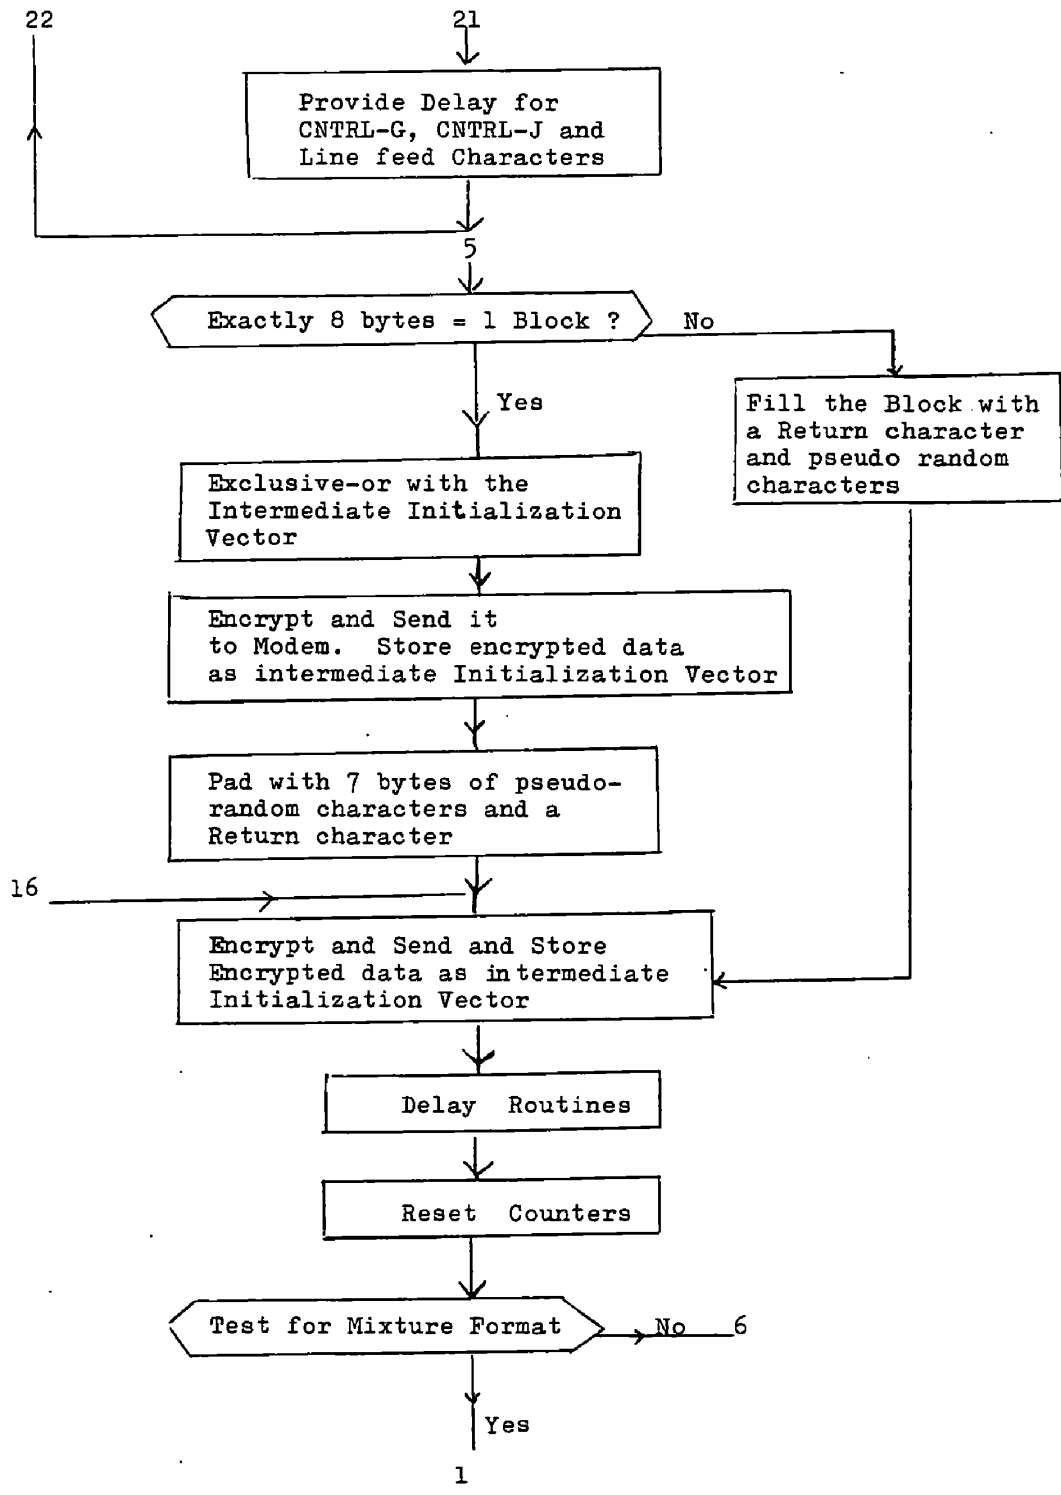 22
21
Provide Delay for
CNTRL-G, CNTRL-J and
Line feed Characters
5
Exactly 8 bytes = 1 Block ?
No
Yes
Fill the Block with
a Return character
and pseudo random
characters
Exclusive-or with the
Intermediate Initialization
Vector
Encrypt and Send it
to Modem. Store encrypted data
as intermediate Initialization Vector
Pad with 7 bytes of pseudo-
random characters and a
Return character
16
Encrypt and Send and Store
Encrypted data as intermediate
Initialization Vector
Delay Routines
Reset Counters
Test for Mixture Format
No 6
Yes
1